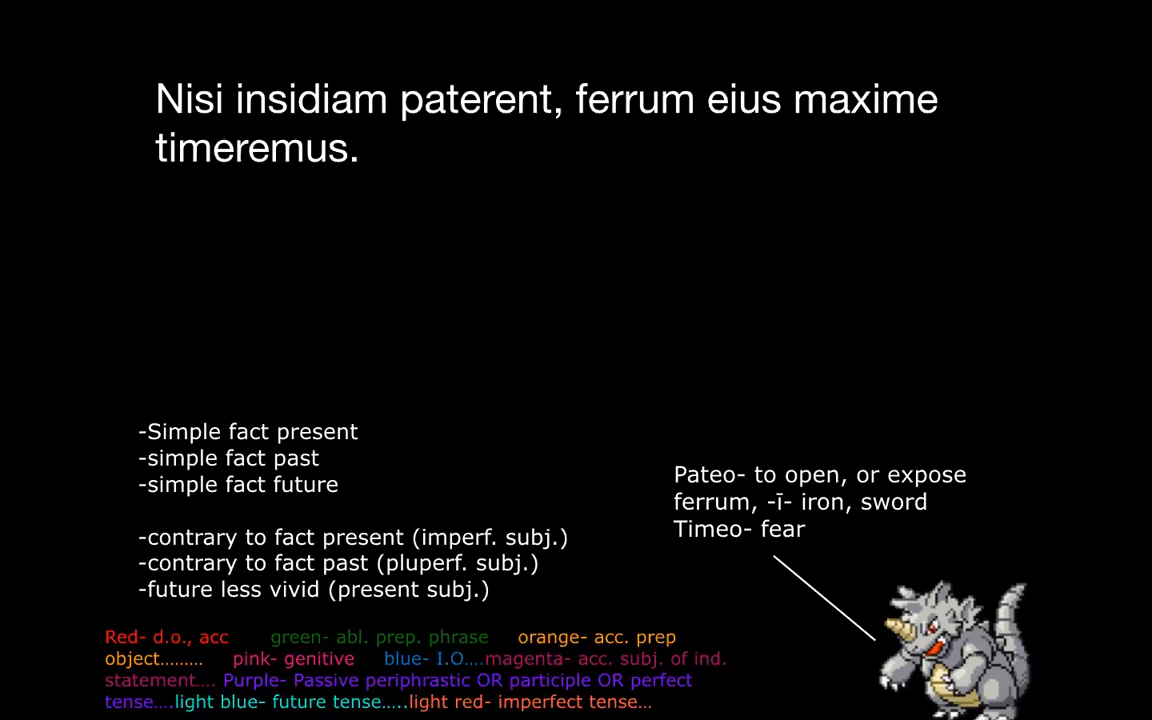 Nisi insidiam paterent, ferrum eius maxime
timeremus.
-Simple fact present
-simple fact past
-simple fact future
-contrary to fact present (imperf. subj.)
-contrary to fact past (pluperf. subj.)
-future less vivid (present subj.)
Pateo- to open, or expose
ferrum, -ī- iron, sword
Timeo- fear
Red- d.o., acc green- abl. prep. phrase orange- acc. prep
object……… pink- genitive blue- I.O….magenta- acc. subj. of ind.
statement…. Purple- Passive periphrastic OR participle OR perfect
tense….light blue- future tense…..light red- imperfect tense…